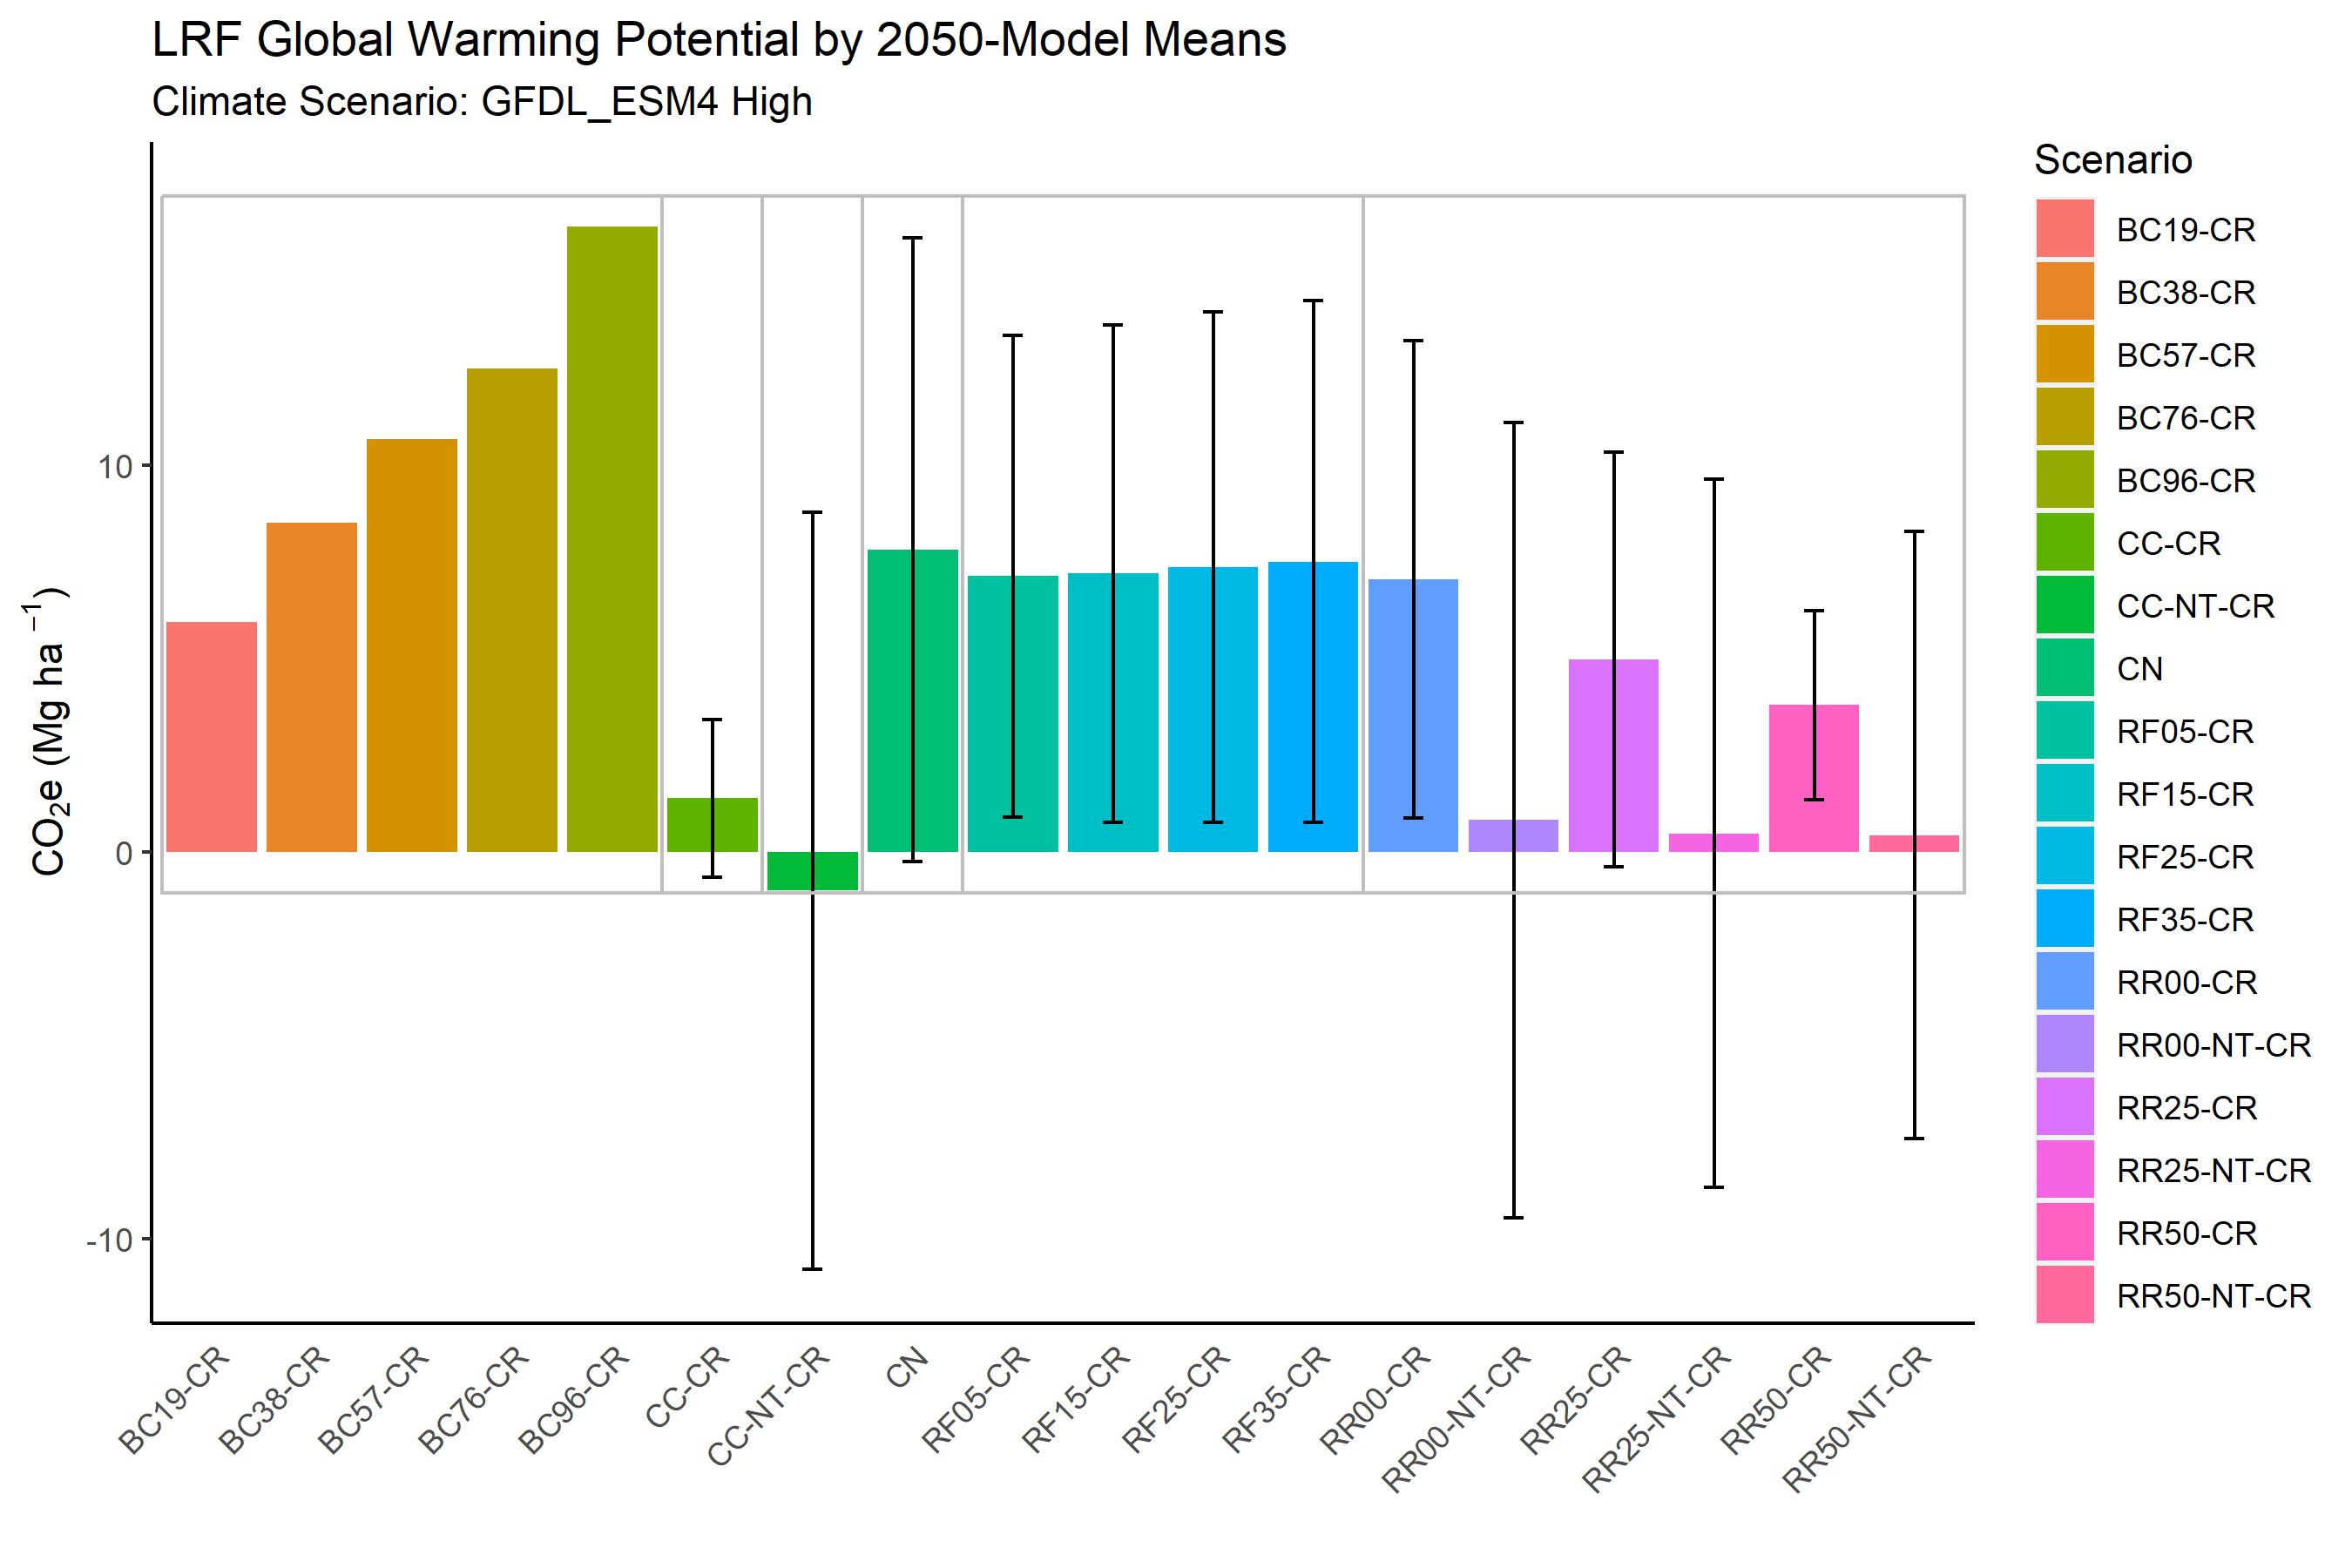 LRF Global Warming Potential by 2050-Model Means
Climate Scenario: GFDL_ESM4 High
CO₂e (Mg ha ⁻¹)
10
0
-10
BC19-CR
BC38-CR
BC57-CR
BC76-CR
BC96-CR
CC-CR
CC-NT-CR
CN
RF05-CR
RF15-CR
RF25-CR
RF35-CR
RR00-CR
RR00-NT-CR
RR25-CR
RR25-NT-CR
RR50-CR
RR50-NT-CR
Scenario
BC19-CR
BC38-CR
BC57-CR
BC76-CR
BC96-CR
CC-CR
CC-NT-CR
CN
RF05-CR
RF15-CR
RF25-CR
RF35-CR
RR00-CR
RR00-NT-CR
RR25-CR
RR25-NT-CR
RR50-CR
RR50-NT-CR